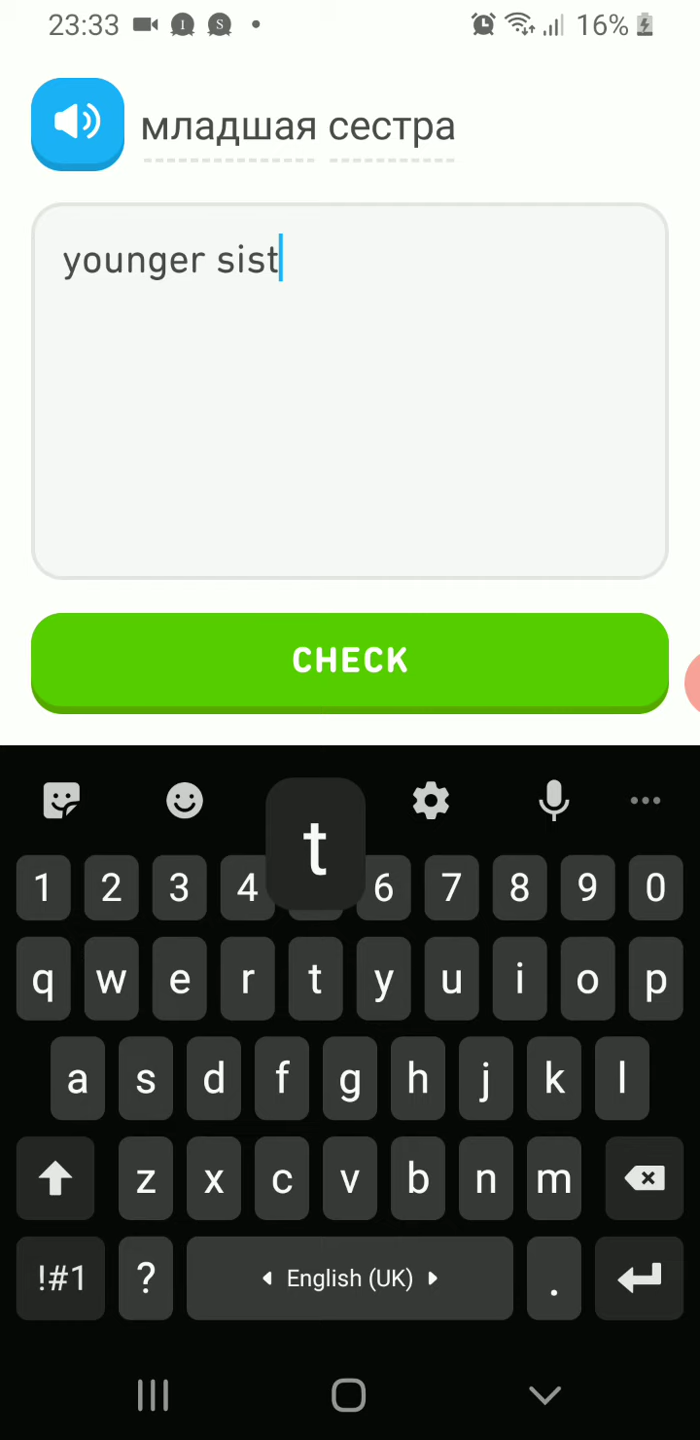 23:33 I S 16%
младшая сестра
younger sist
CHECK
t
1 2 3 4 6 7 8 9 0
q w e r t y u i o p
a s d f g h j k l
z x c v b n m
!#1 ? English (UK) .